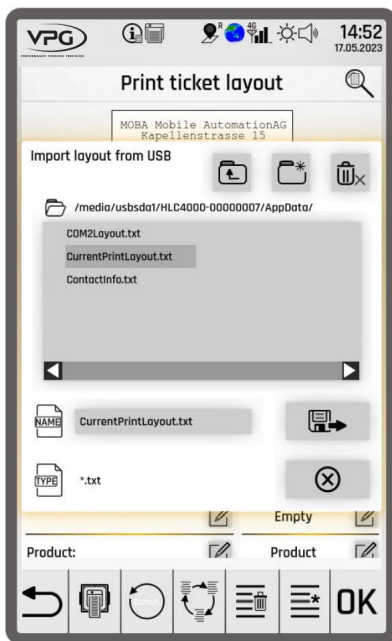 VPG
PERFORMANCE THROUGH PRECISION
R
4G
14:52
17.05.2023
Print ticket layout
MOBA Mobile AutomationAG
Kapellenstrasse 15
Import layout from USB
/media/usbsda1/HLC4000-00000007/AppData/
COM2Layout.txt
CurrentPrintLayout.txt
ContactInfo.txt
NAME
CurrentPrintLayout.txt
TYPE
*.txt
Empty
Product:
Product
OK